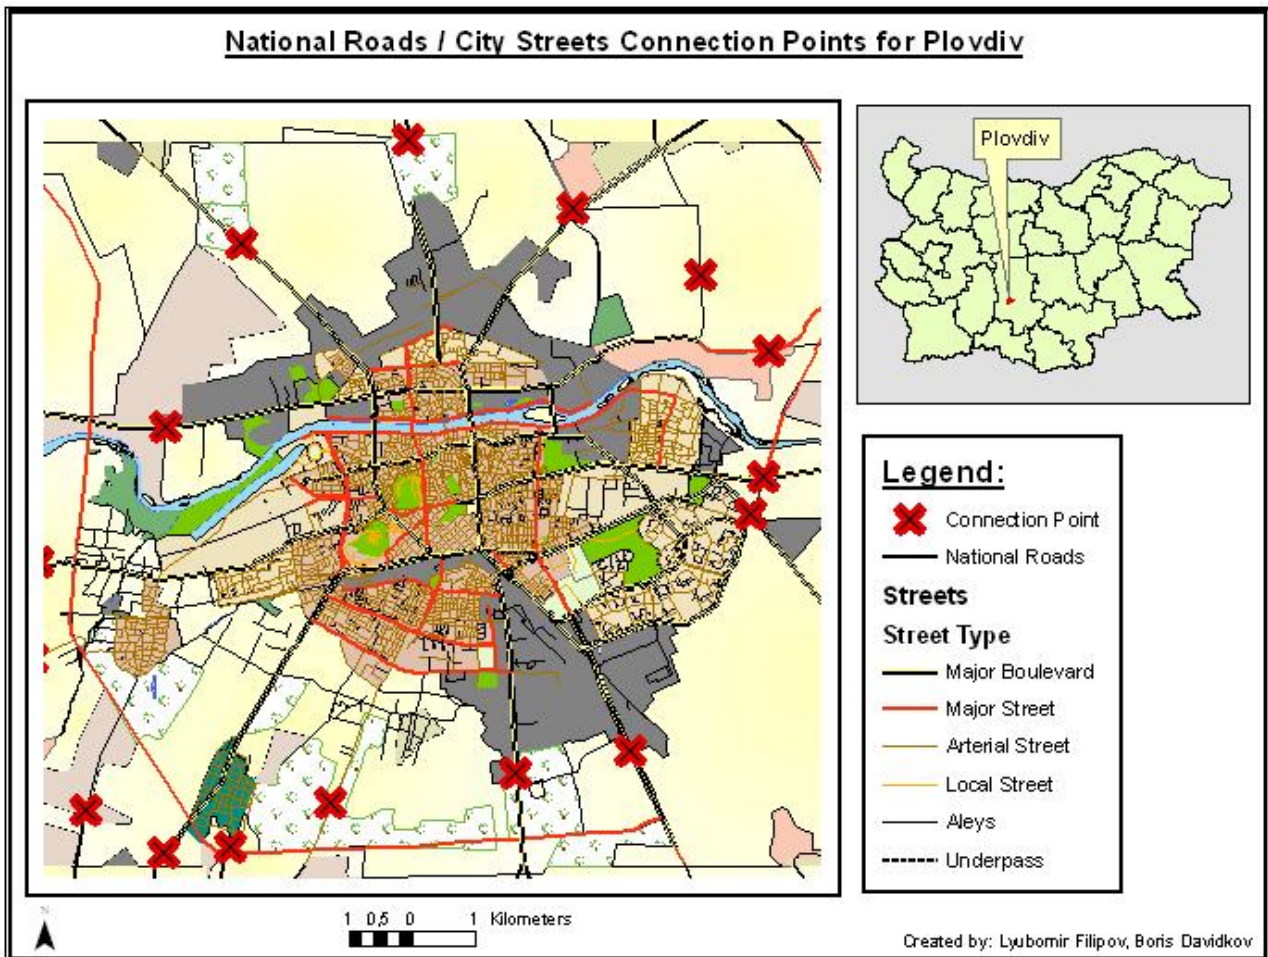 National Roads / City Streets Connection Points for Plovdiv
Plovdiv
Legend:
Connection Point
National Roads
Streets
Street Type
Major Boulevard
Major Street
Arterial Street
Local Street
Aleys
Underpass
N
1 0,5 0 1 Kilometers
Created by: Lyubomir Filipov, Boris Davidkov